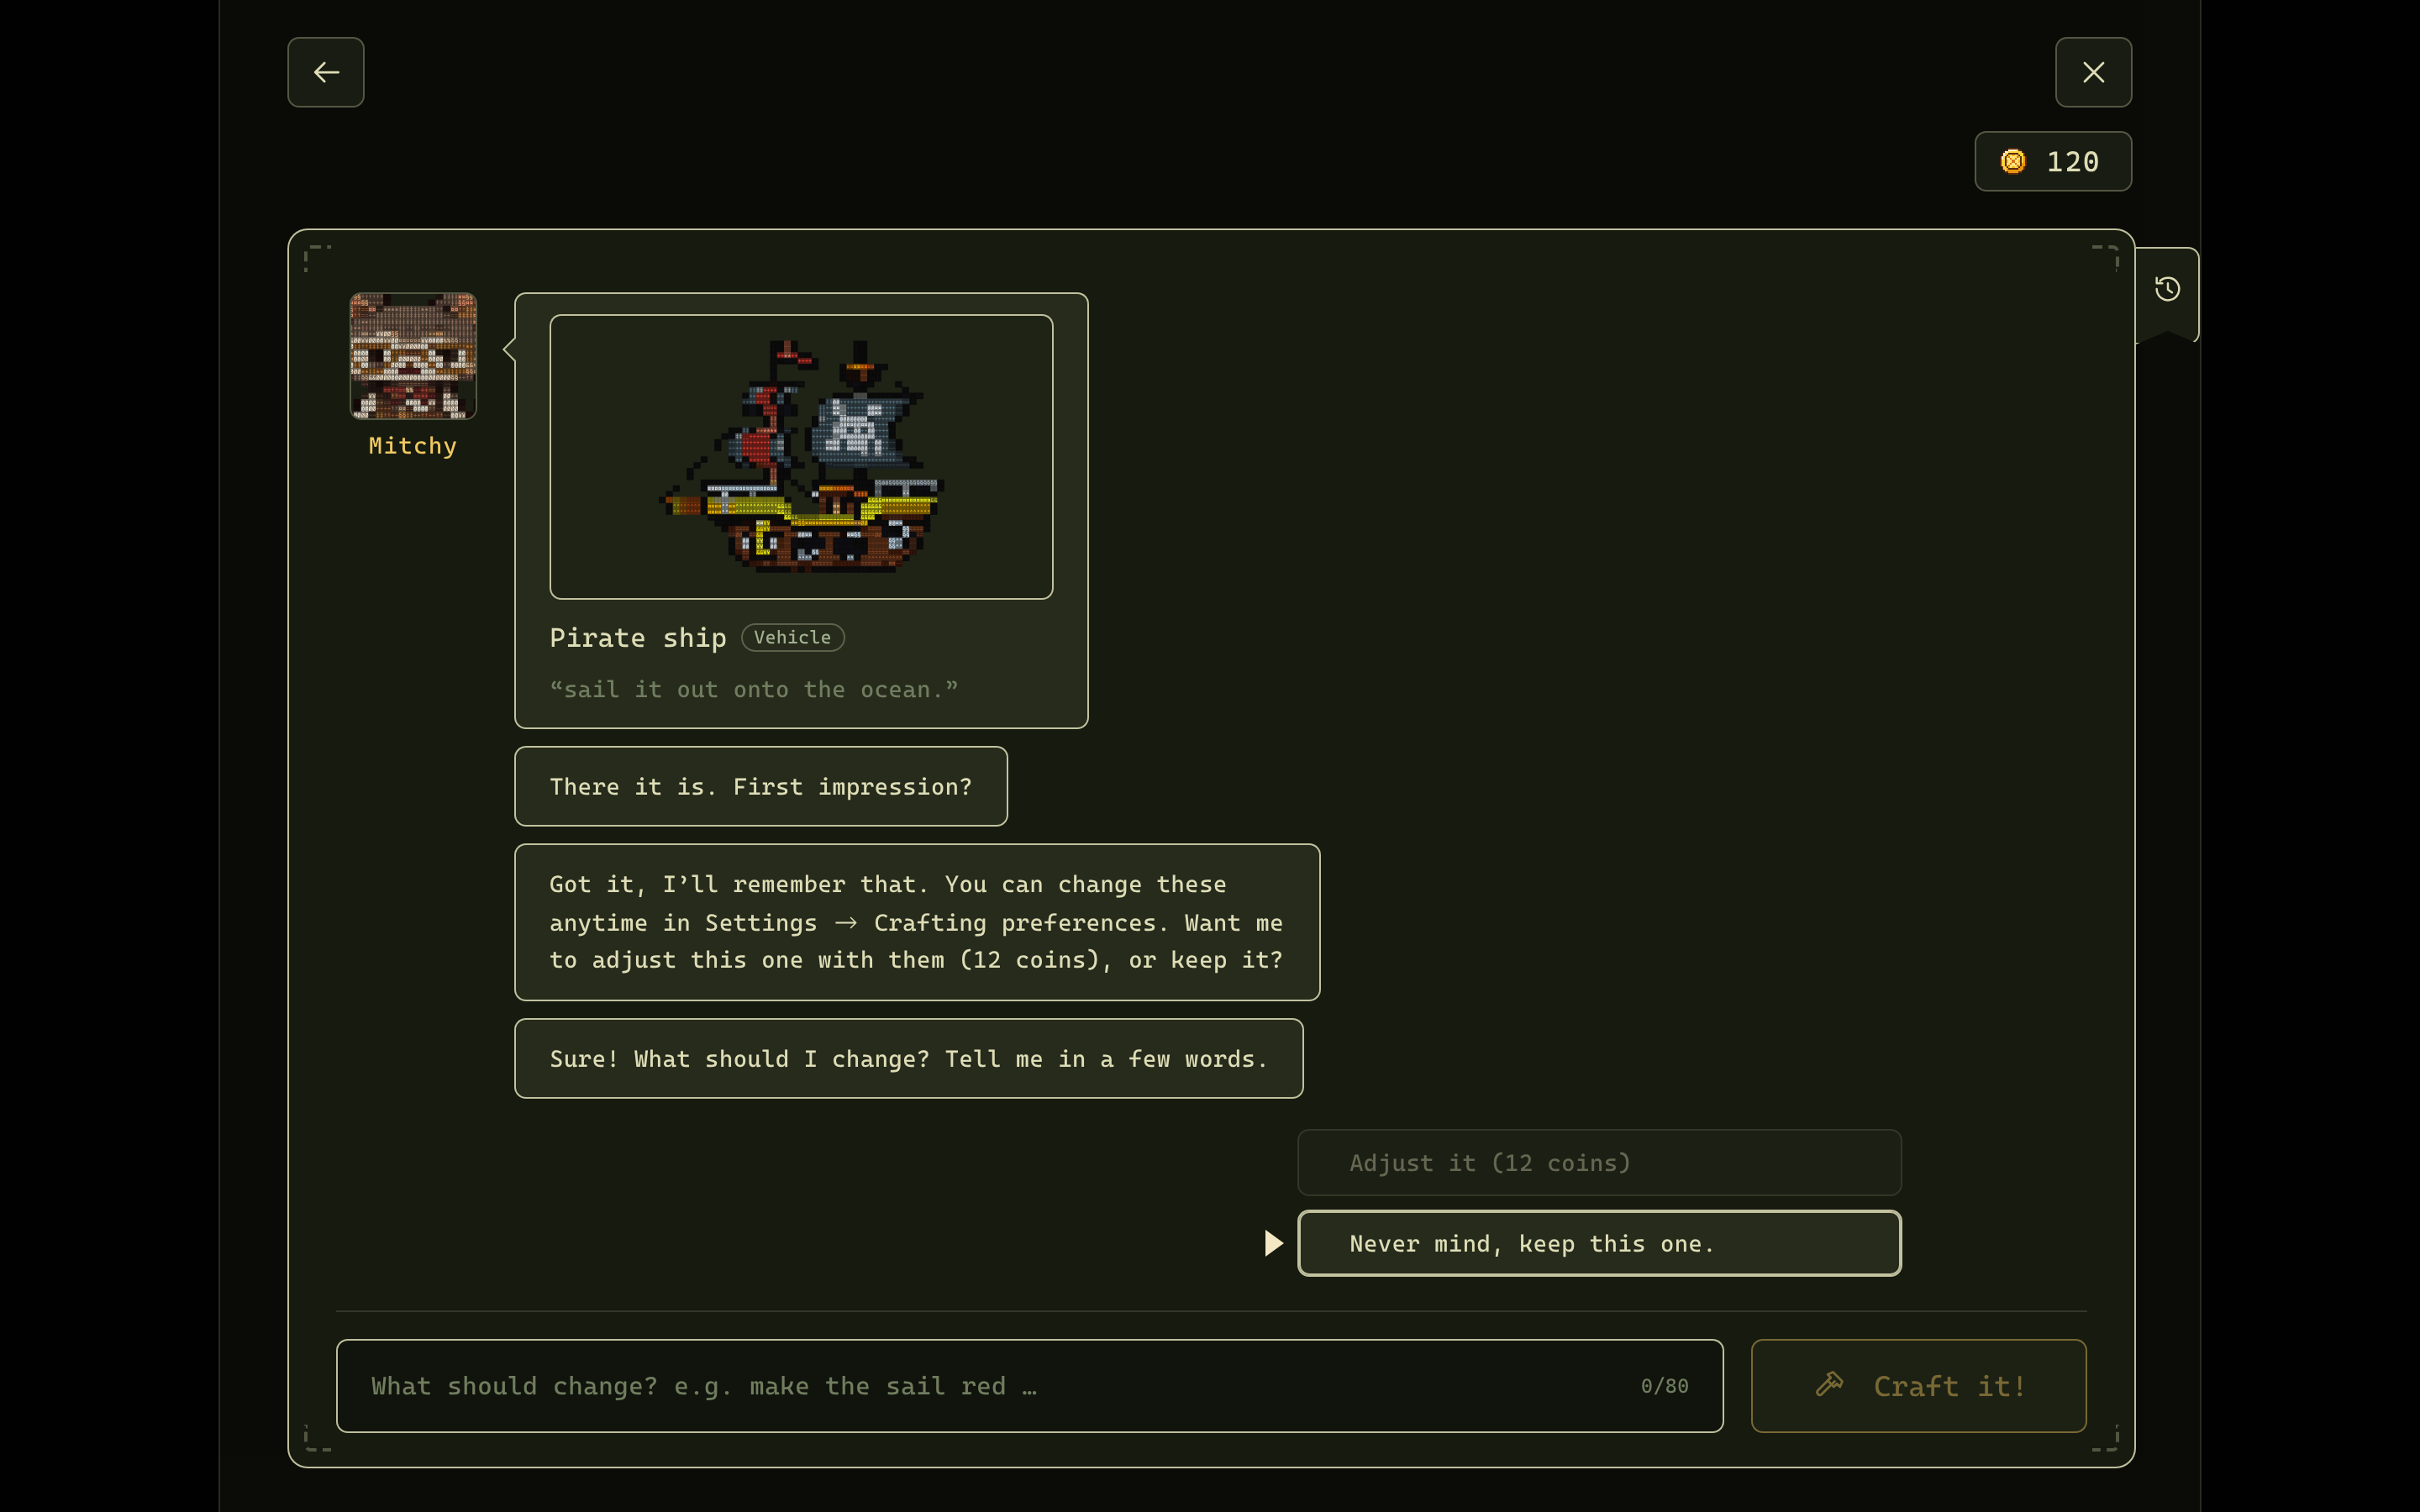 120
Mitchy
Pirate ship
Vehicle
“sail it out onto the ocean.”
There it is. First impression?
Got it, I’ll remember that. You can change these
anytime in Settings → Crafting preferences. Want me
to adjust this one with them (12 coins), or keep it?
Sure! What should I change? Tell me in a few words.
Adjust it (12 coins)
Never mind, keep this one.
What should change? e.g. make the sail red …
0/80
Craft it!